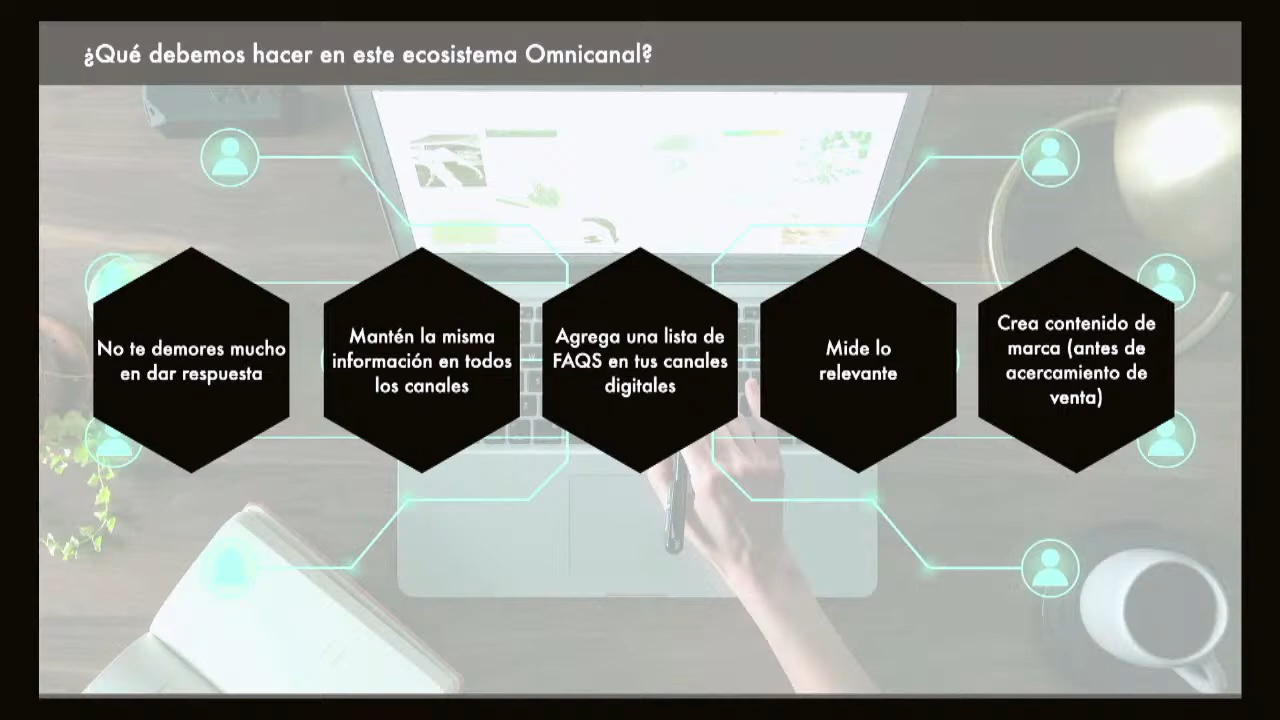 ¿Qué debemos hacer en este ecosistema Omnicanal?
No te demores mucho
en dar respuesta
Mantén la misma
información en todos
los canales
Agrega una lista de
FAQS en tus canales
digitales
Mide lo
relevante
Crea contenido de
marca (antes de
acercamiento de
venta)